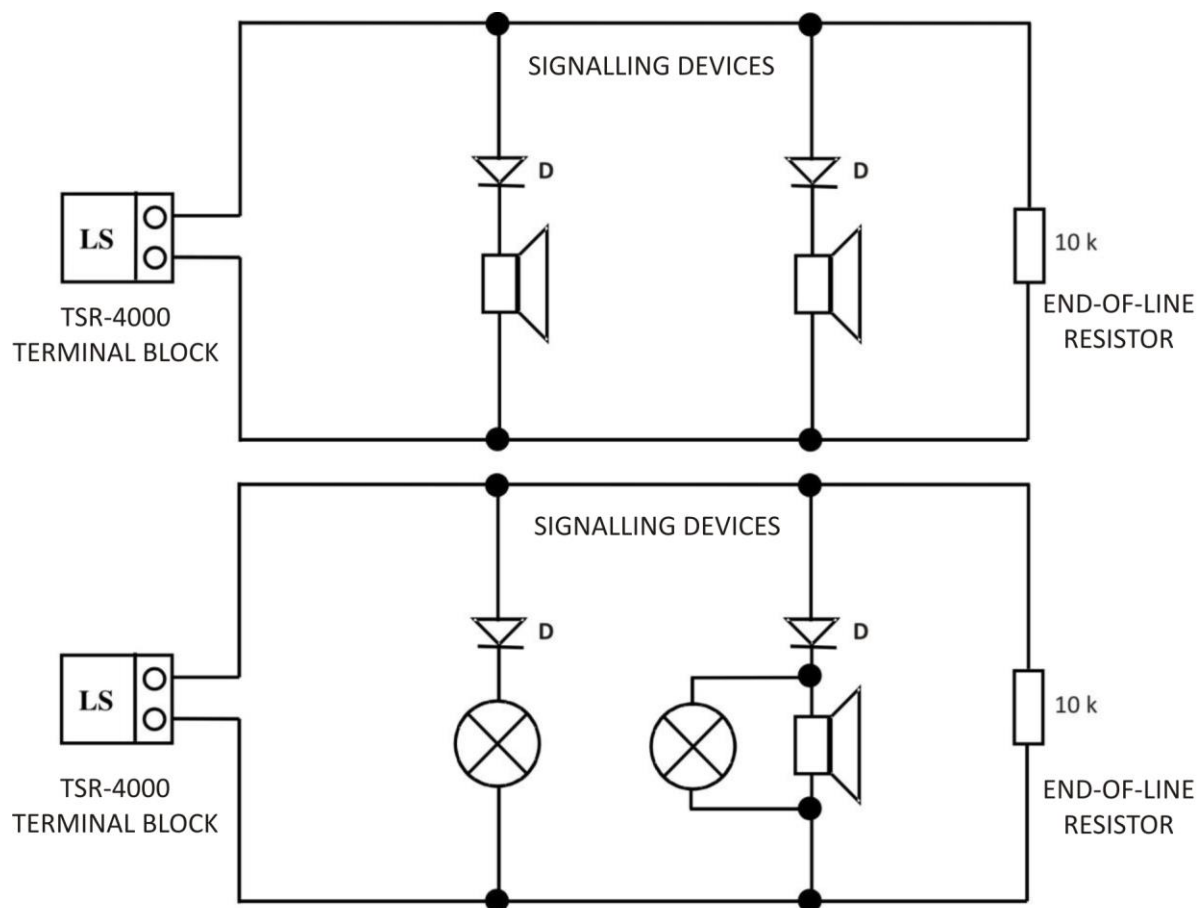 SIGNALLING DEVICES
D
D
LS
10 k
TSR-4000
TERMINAL BLOCK
END-OF-LINE
RESISTOR
SIGNALLING DEVICES
D
D
LS
10 k
TSR-4000
TERMINAL BLOCK
END-OF-LINE
RESISTOR